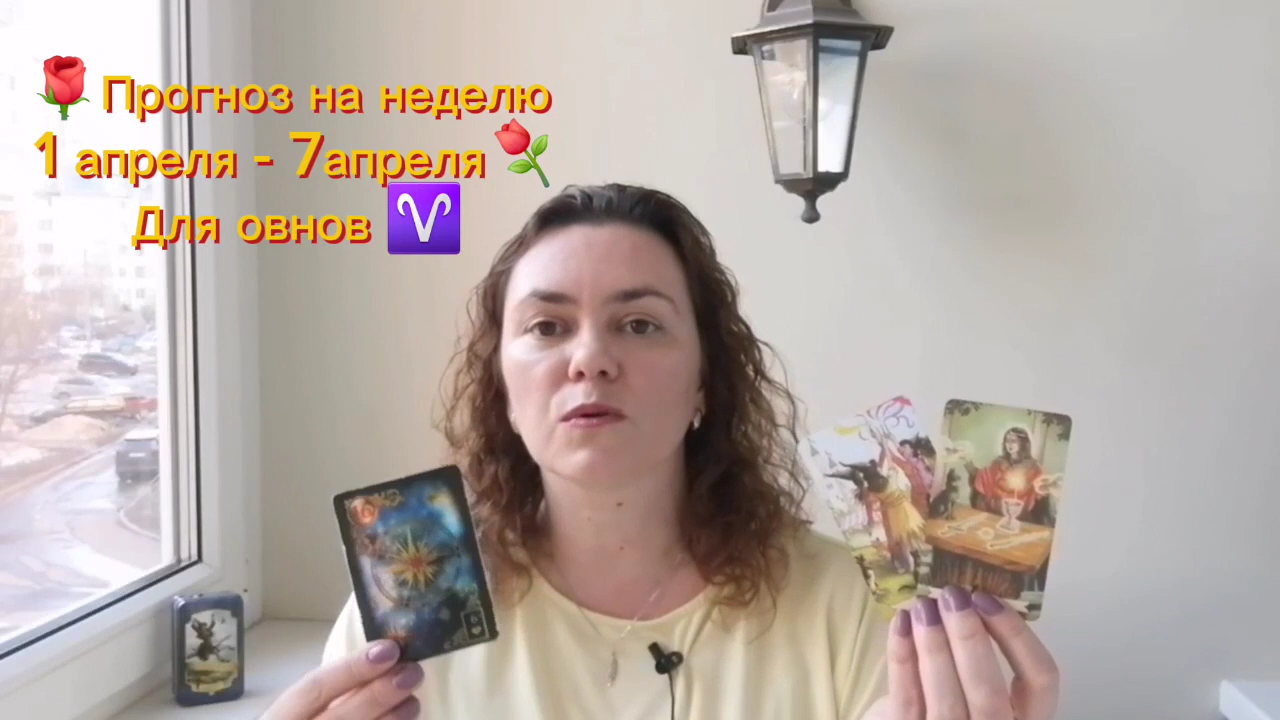 🌹Прогноз на неделю
1 апреля - 7апреля🌹
Для овнов ♈